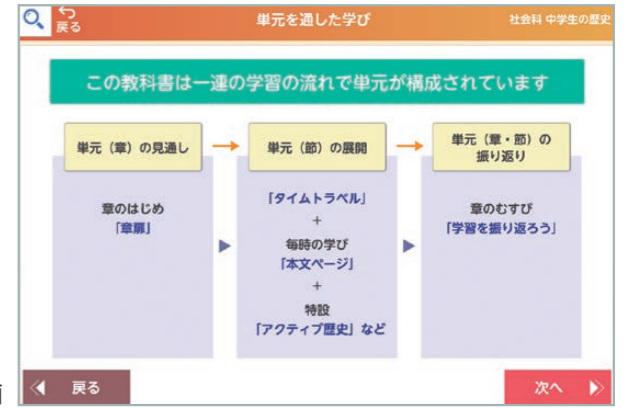 戻る
単元を通した学び
社会科 中学生の歴史
この教科書は一連の学習の流れで単元が構成されています
単元（章）の見通し
章のはじめ
「章扉」
単元（節）の展開
「タイムトラベル」
+
毎時の学び
「本文ページ」
+
特設
「アクティブ歴史」など
単元（章・節）の
振り返り
章のむすび
「学習を振り返ろう」
戻る
次へ